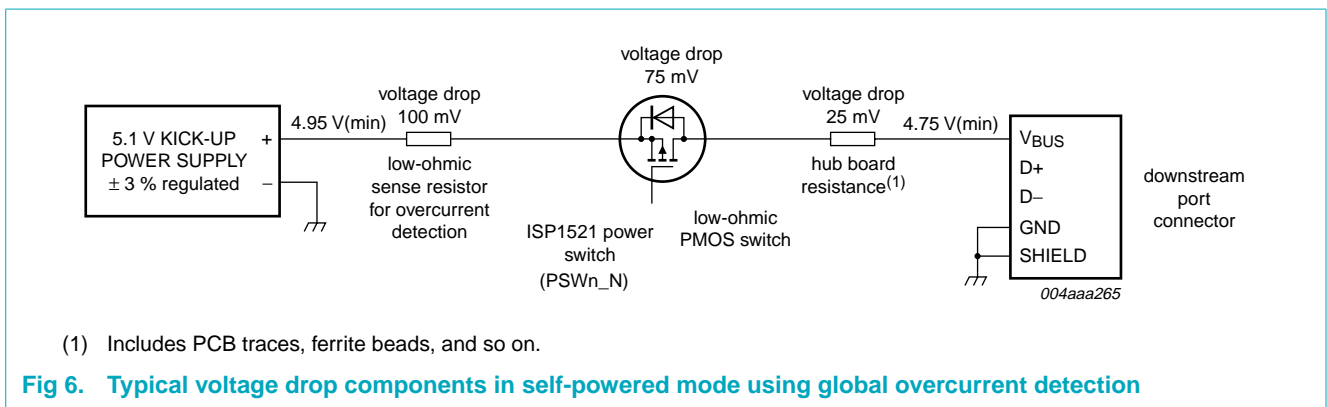 voltage drop
75 mV
voltage drop
100 mV
voltage drop
25 mV
4.95 V(min)
4.75 V(min)
5.1 V KICK-UP
POWER SUPPLY
± 3 % regulated
+
−
low-ohmic
sense resistor
for overcurrent
detection
ISP1521 power
switch
(PSWn_N)
low-ohmic
PMOS switch
hub board
resistance(1)
VBUS
D+
D−
GND
SHIELD
downstream
port
connector
004aaa265
(1) Includes PCB traces, ferrite beads, and so on.
Fig 6. Typical voltage drop components in self-powered mode using global overcurrent detection